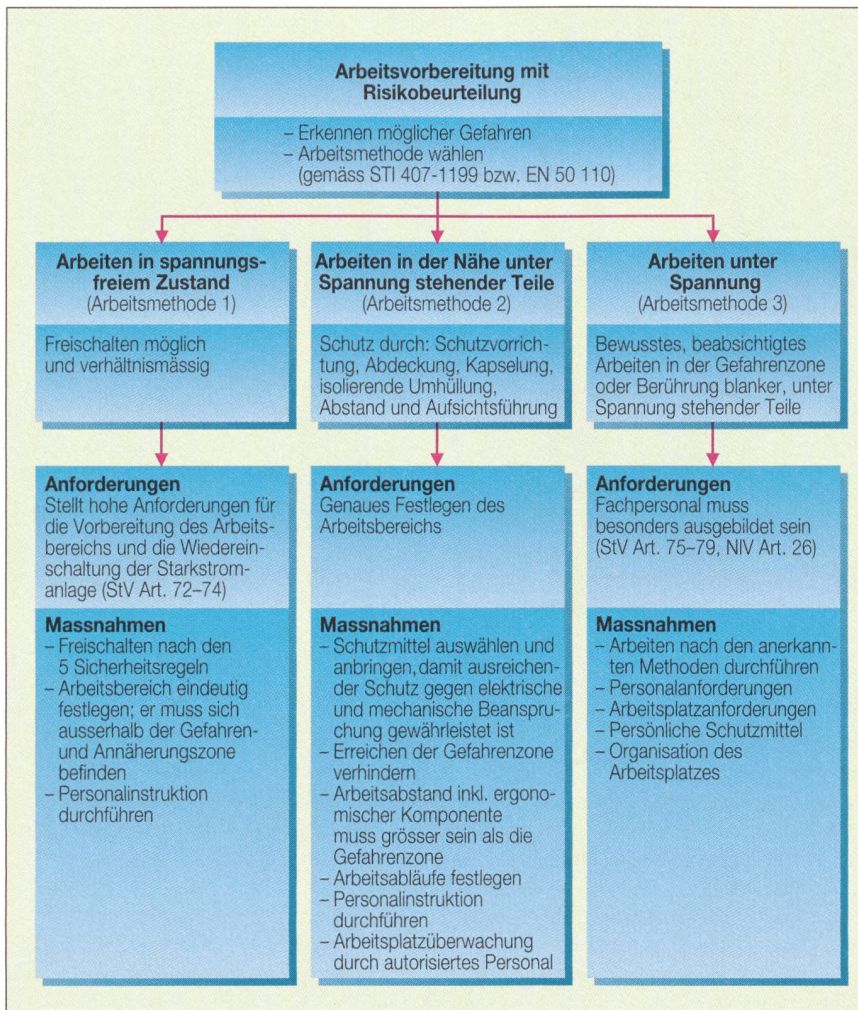 Arbeitsvorbereitung mit
Risikobeurteilung
– Erkennen möglicher Gefahren
– Arbeitsmethode wählen
(gemäss STI 407-1199 bzw. EN 50 110)
Arbeiten in spannungs-
freiem Zustand
(Arbeitsmethode 1)
Freischalten möglich
und verhältnismässig
Anforderungen
Stellt hohe Anforderungen für
die Vorbereitung des Arbeits-
bereichs und die Wiederein-
schaltung der Starkstrom-
anlage (StV Art. 72–74)
Massnahmen
– Freischalten nach den
5 Sicherheitsregeln
– Arbeitsbereich eindeutig
festlegen; er muss sich
ausserhalb der Gefahren-
und Annäherungszone
befinden
– Personalinstruktion
durchführen
Arbeiten in der Nähe unter
Spannung stehender Teile
(Arbeitsmethode 2)
Schutz durch: Schutzvorrich-
tung, Abdeckung, Kapselung,
isolierende Umhüllung,
Abstand und Aufsichtsführung
Anforderungen
Genaues Festlegen des
Arbeitsbereichs
Massnahmen
– Schutzmittel auswählen und
anbringen, damit ausreichen-
der Schutz gegen elektrische
und mechanische Beanspru-
chung gewährleistet ist
– Erreichen der Gefahrenzone
verhindern
– Arbeitsabstand inkl. ergono-
mischer Komponente
muss grösser sein als die
Gefahrenzone
– Arbeitsabläufe festlegen
– Personalinstruktion
durchführen
– Arbeitsplatzüberwachung
durch autorisiertes Personal
Arbeiten unter
Spannung
(Arbeitsmethode 3)
Bewusstes, beabsichtigtes
Arbeiten in der Gefahrenzone
oder Berührung blanker, unter
Spannung stehender Teile
Anforderungen
Fachpersonal muss
besonders ausgebildet sein
(StV Art. 75–79, NIV Art. 26)
Massnahmen
– Arbeiten nach den anerkann-
ten Methoden durchführen
– Personalanforderungen
– Arbeitsplatzanforderungen
– Persönliche Schutzmittel
– Organisation des
Arbeitsplatzes